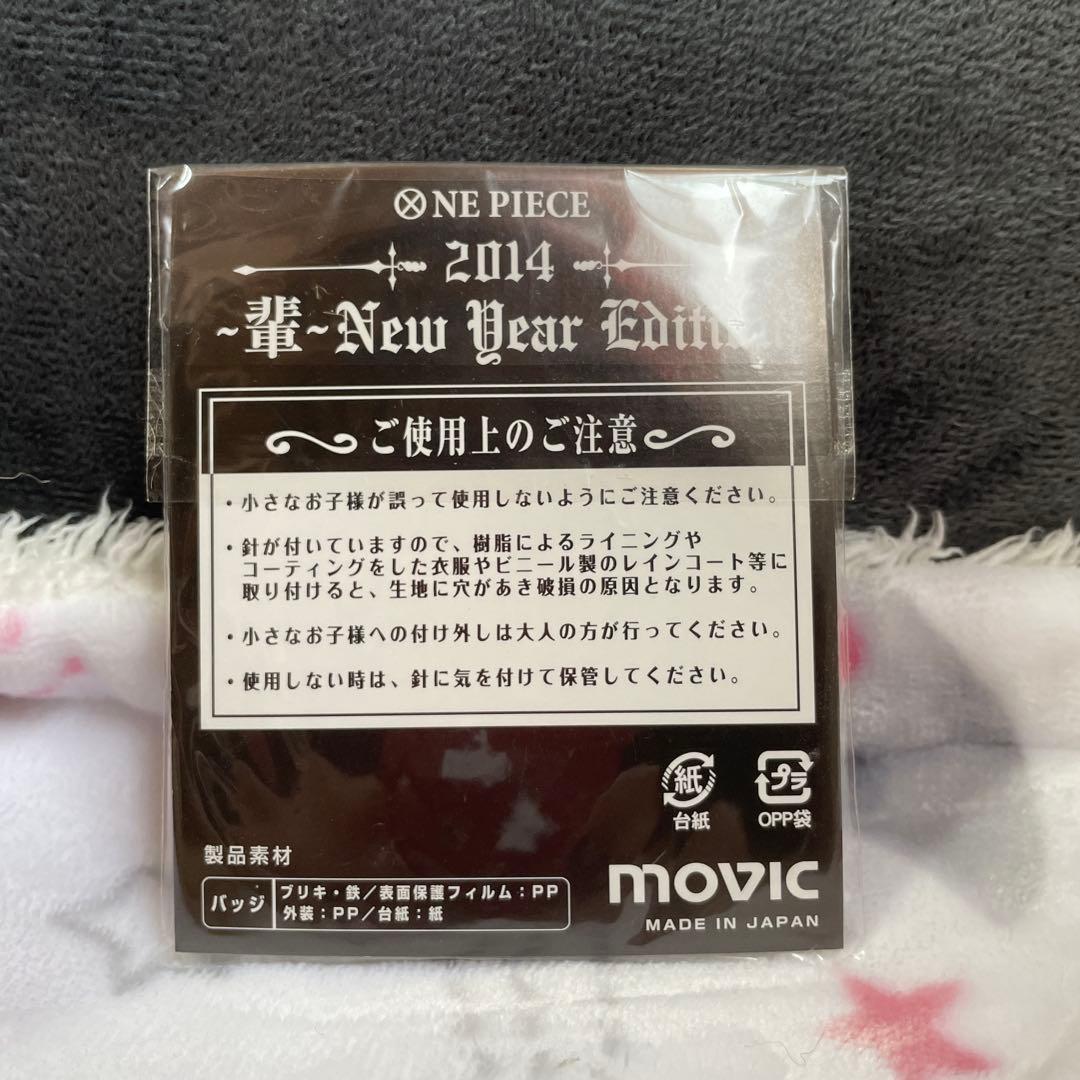 ONE PIECE
2014
~輩~New Year Edition
ご使用上のご注意
・小さなお子様が誤って使用しないようにご注意ください。
・針が付いていますので、樹脂によるライニングや
コーティングをした衣服やビニール製のレインコート等に
取り付けると、生地に穴があき破損の原因となります。
・小さなお子様への付け外しは大人の方が行ってください。
・使用しない時は、針に気を付けて保管してください。
紙
台紙
プラ
OPP袋
製品素材
バッジ
ブリキ・鉄/表面保護フィルム:PP
外装:PP/台紙:紙
movic
MADE IN JAPAN